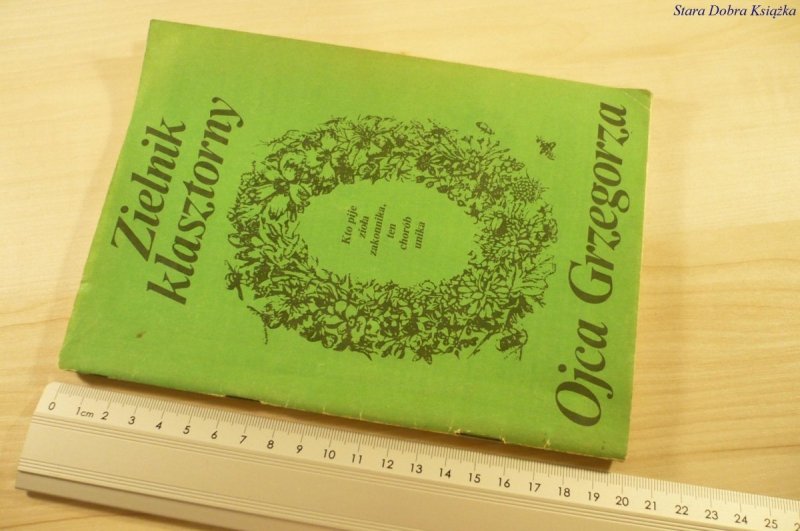 Stara Dobra Książka
Zielnik
klasztorny
Kto pije
zioła
zakonnika,
ten
chorób
unika
Ojca Grzegorza
0 1cm 2 3 4 5 6 7 8 9 10 11 12 13 14 15 16 17 18 19 20 21 22 23 24 25